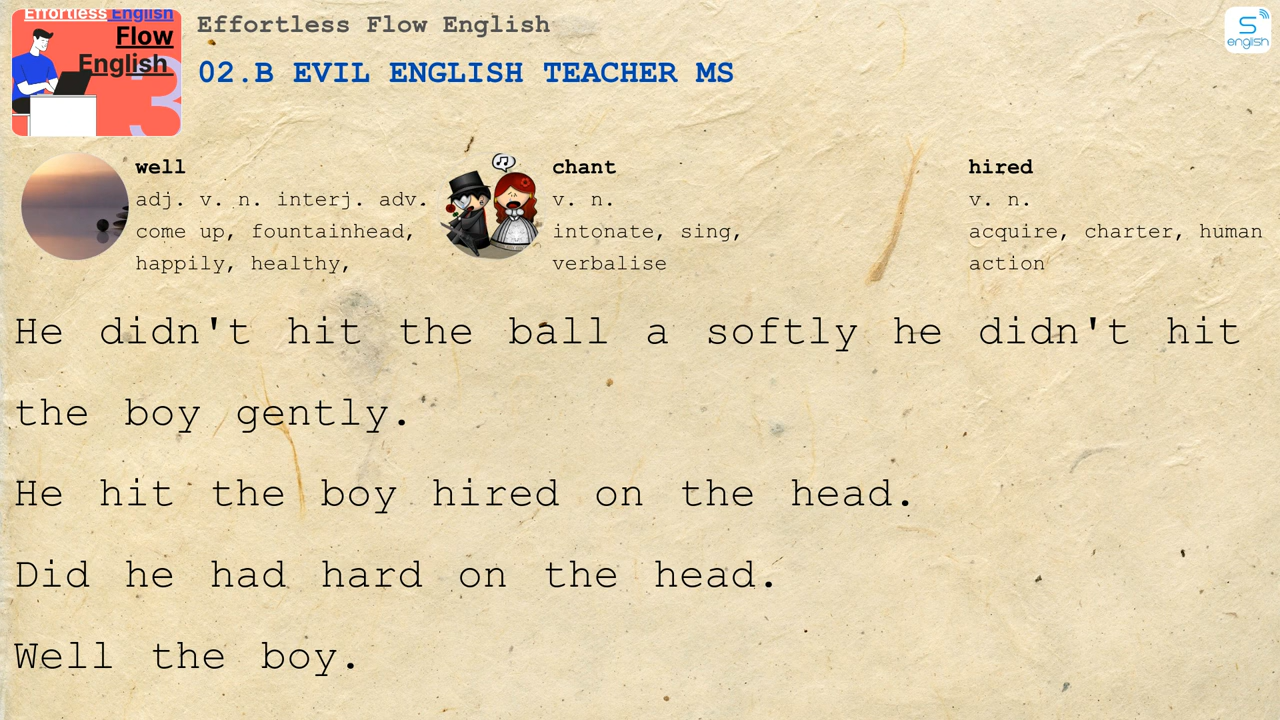 Effortless English
Flow
English
3
Effortless Flow English
02.B EVIL ENGLISH TEACHER MS
S
english
well
adj. v. n. interj. adv.
come up, fountainhead,
happily, healthy,
chant
v. n.
intonate, sing,
verbalise
hired
v. n.
acquire, charter, human
action
He didn't hit the ball a softly he didn't hit
the boy gently.
He hit the boy hired on the head.
Did he had hard on the head.
Well the boy.